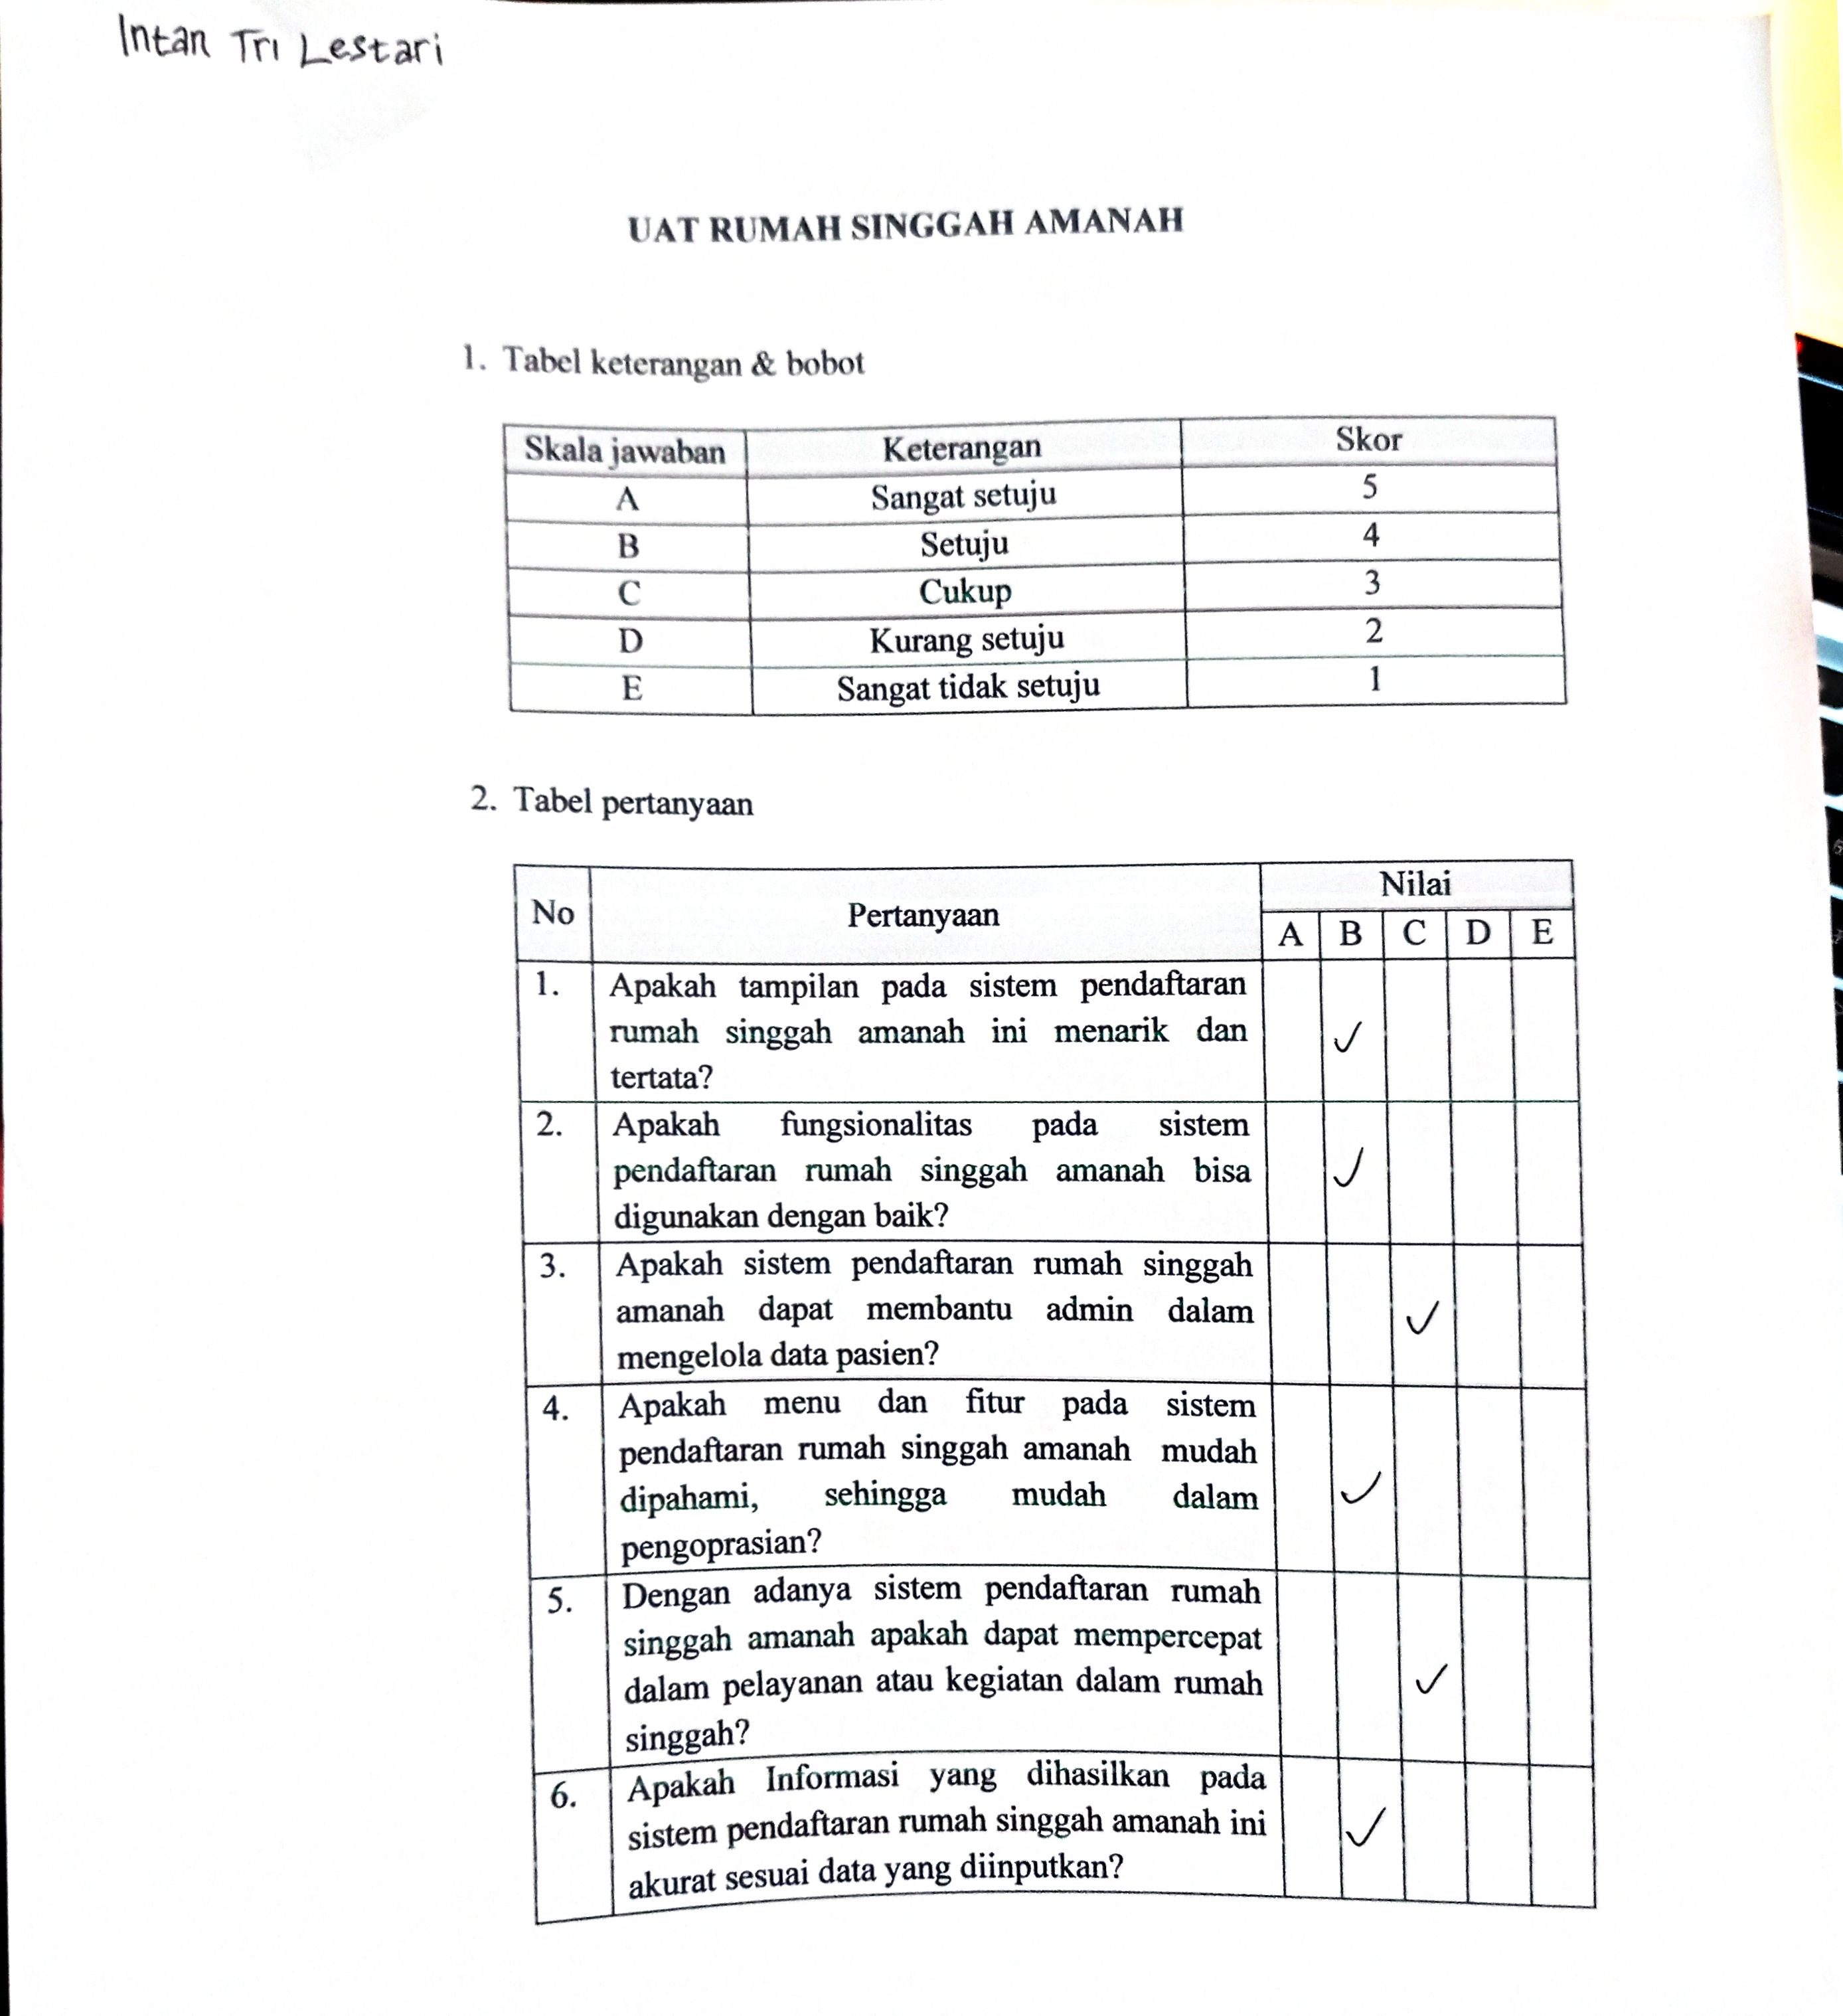 Intan Tri Lestari
UAT RUMAH SINGGAH AMANAH
1. Tabel keterangan & bobot
Skala jawaban Keterangan Skor
A Sangat setuju 5
B Setuju 4
C Cukup 3
D Kurang setuju 2
E Sangat tidak setuju 1
2. Tabel pertanyaan
No Pertanyaan Nilai
A B C D E
1. Apakah tampilan pada sistem pendaftaran
rumah singgah amanah ini menarik dan ✓
tertata?
2. Apakah fungsionalitas pada sistem
pendaftaran rumah singgah amanah bisa ✓
digunakan dengan baik?
3. Apakah sistem pendaftaran rumah singgah
amanah dapat membantu admin dalam ✓
mengelola data pasien?
4. Apakah menu dan fitur pada sistem
pendaftaran rumah singgah amanah mudah
dipahami, sehingga mudah dalam ✓
pengoprasian?
5. Dengan adanya sistem pendaftaran rumah
singgah amanah apakah dapat mempercepat
dalam pelayanan atau kegiatan dalam rumah ✓
singgah?
6. Apakah Informasi yang dihasilkan pada
sistem pendaftaran rumah singgah amanah ini ✓
akurat sesuai data yang diinputkan?